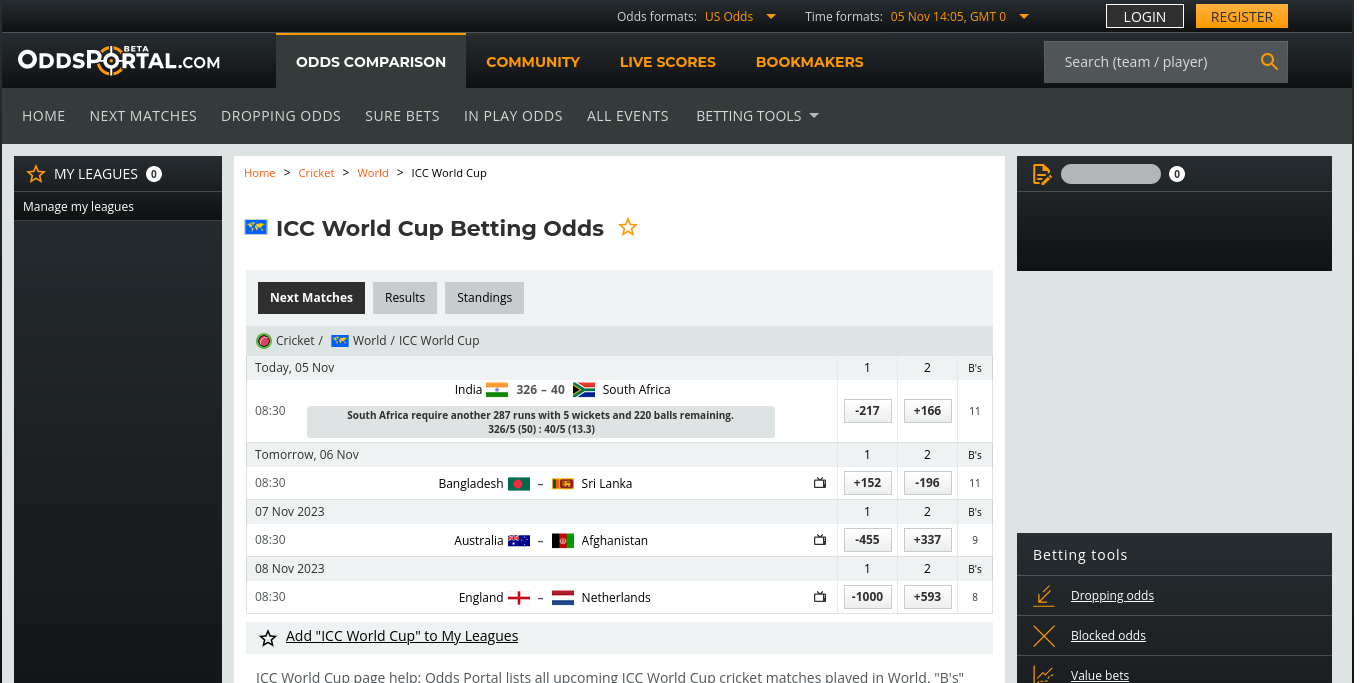 Odds formats: US Odds Time formats: 05 Nov 14:05, GMT 0 LOGIN REGISTER
ODDSPORTAL.COM BETA ODDS COMPARISON COMMUNITY LIVE SCORES BOOKMAKERS Search (team / player)
HOME NEXT MATCHES DROPPING ODDS SURE BETS IN PLAY ODDS ALL EVENTS BETTING TOOLS
MY LEAGUES 0
Manage my leagues
Home > Cricket > World > ICC World Cup
0
ICC World Cup Betting Odds
Next Matches Results Standings
Cricket / World / ICC World Cup
Today, 05 Nov 1 2 B's
India 326 – 40 South Africa
08:30 -217 +166 11
South Africa require another 287 runs with 5 wickets and 220 balls remaining.
326/5 (50) : 40/5 (13.3)
Tomorrow, 06 Nov 1 2 B's
08:30 Bangladesh – Sri Lanka +152 -196 11
07 Nov 2023 1 2 B's
08:30 Australia – Afghanistan -455 +337 9
08 Nov 2023 1 2 B's
08:30 England – Netherlands -1000 +593 8
Add "ICC World Cup" to My Leagues
ICC World Cup page help: Odds Portal lists all upcoming ICC World Cup cricket matches played in World. "B's"
Betting tools
Dropping odds
Blocked odds
Value bets